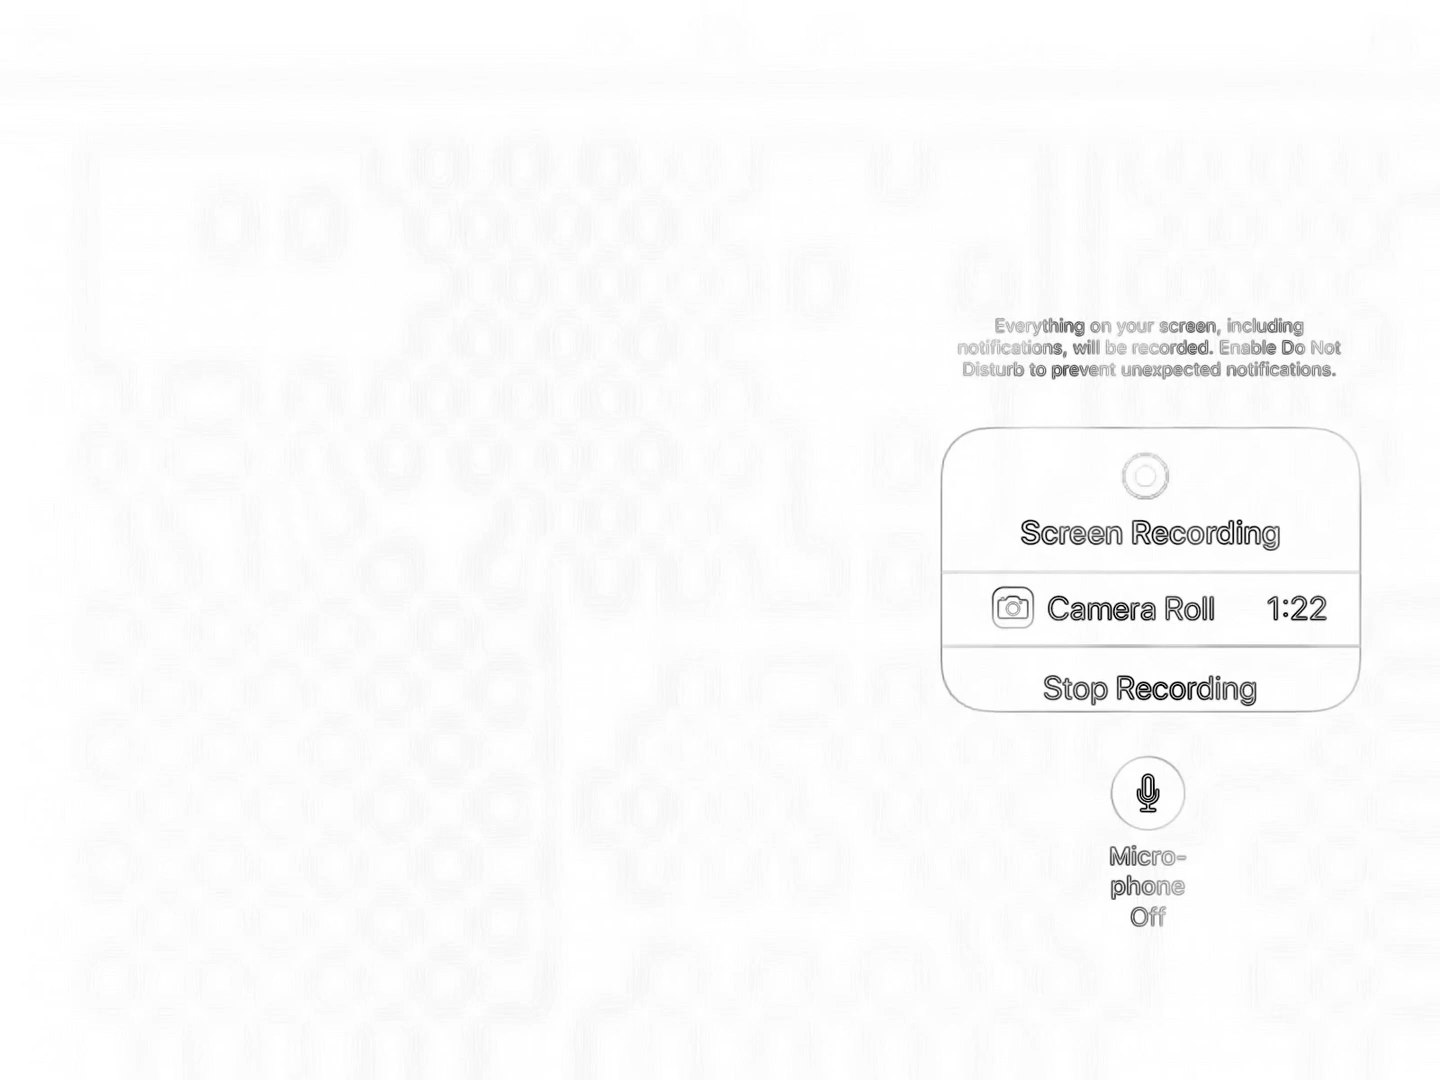 Everything on your screen, including
notifications, will be recorded. Enable Do Not
Disturb to prevent unexpected notifications.
Screen Recording
Camera Roll 1:22
Stop Recording
Micro-
phone
Off